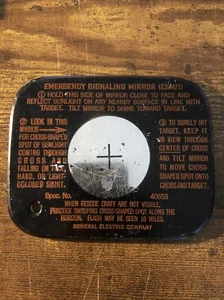 EMERGENCY SIGNALING MIRROR
① HOLD THIS SIDE OF MIRROR CLOSE TO FACE AND
REFLECT SUNLIGHT ON ANY NEARBY SURFACE IN LINE WITH
TARGET. TILT MIRROR TO SHINE TOWARD TARGET.
② LOOK IN THIS
MIRROR
FOR CROSS-SHAPED
SPOT OF SUNLIGHT
COMING THROUGH
CROSS AND
FALLING ON
HAND, OR LIGHT-
COLORED SHIRT.
③ TO SURELY HIT
TARGET, KEEP IT
IN VIEW THROUGH
CENTER OF CROSS
AND TILT MIRROR
TO MOVE CROSS-
SHAPED SPOT ONTO
CROSS AND TARGET.
Spec. No. 40653
WHEN RESCUE CRAFT ARE NOT VISIBLE,
PRACTICE SWEEPING CROSS-SHAPED SPOT ALONG THE
HORIZON. FLASH MAY BE SEEN 10 MILES.
GENERAL ELECTRIC COMPANY